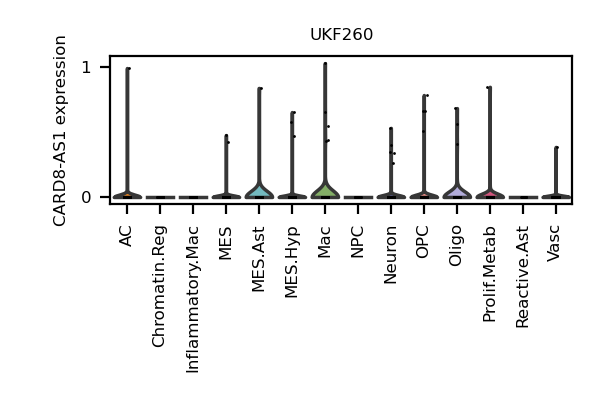 UKF260
CARD8-AS1 expression
1
0
AC
Chromatin.Reg
Inflammatory.Mac
MES
MES.Ast
MES.Hyp
Mac
NPC
Neuron
OPC
Oligo
Prolif.Metab
Reactive.Ast
Vasc